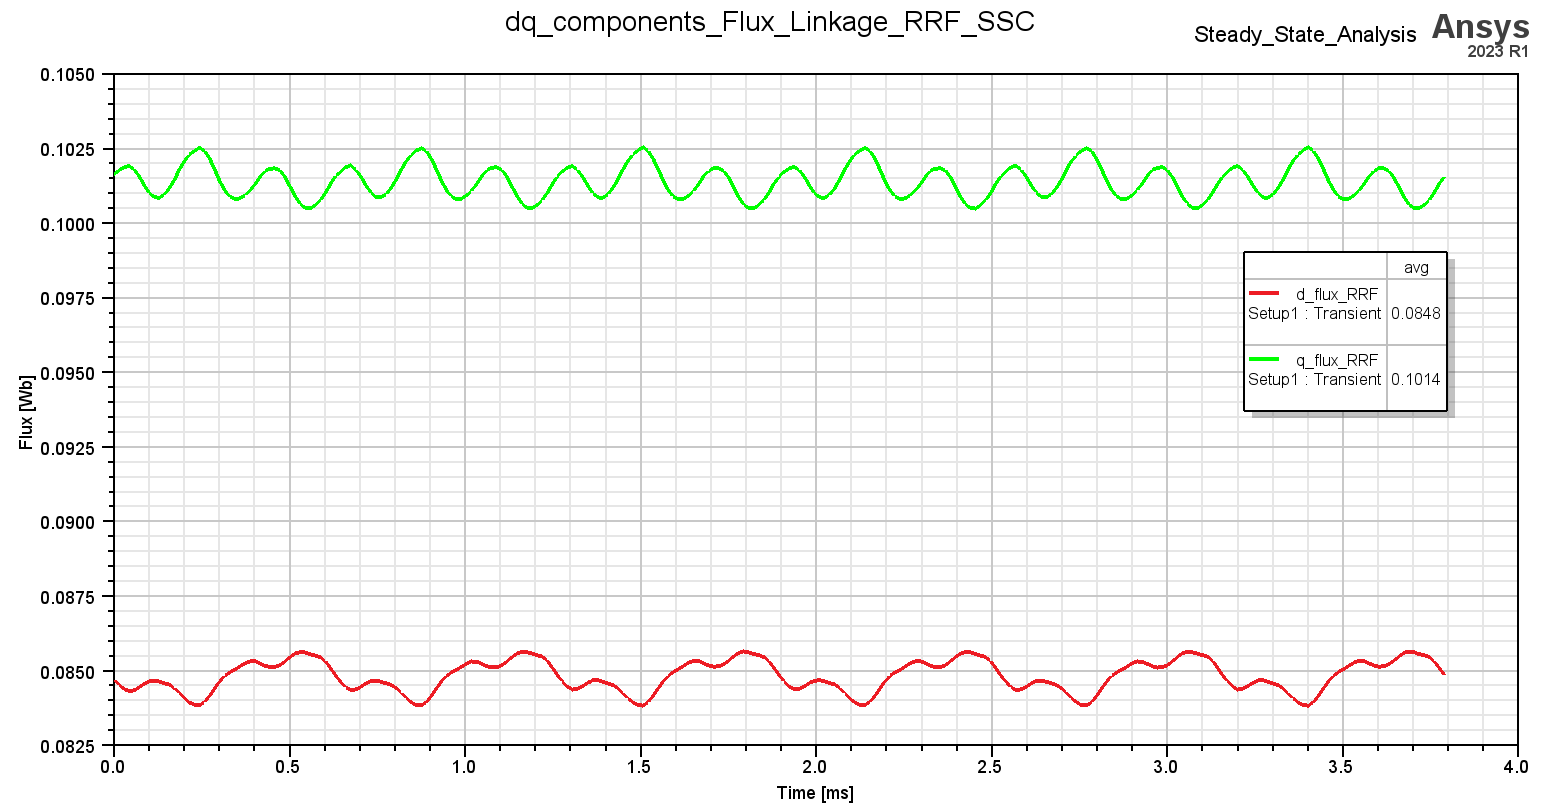 dq_components_Flux_Linkage_RRF_SSC
Steady_State_Analysis
Ansys
2023 R1
0.1050
0.1025
0.1000
0.0975
0.0950
0.0925
0.0900
0.0875
0.0850
0.0825
Flux [Wb]
avg
d_flux_RRF
Setup1 : Transient 0.0848
q_flux_RRF
Setup1 : Transient 0.1014
0.0 0.5 1.0 1.5 2.0 2.5 3.0 3.5 4.0
Time [ms]